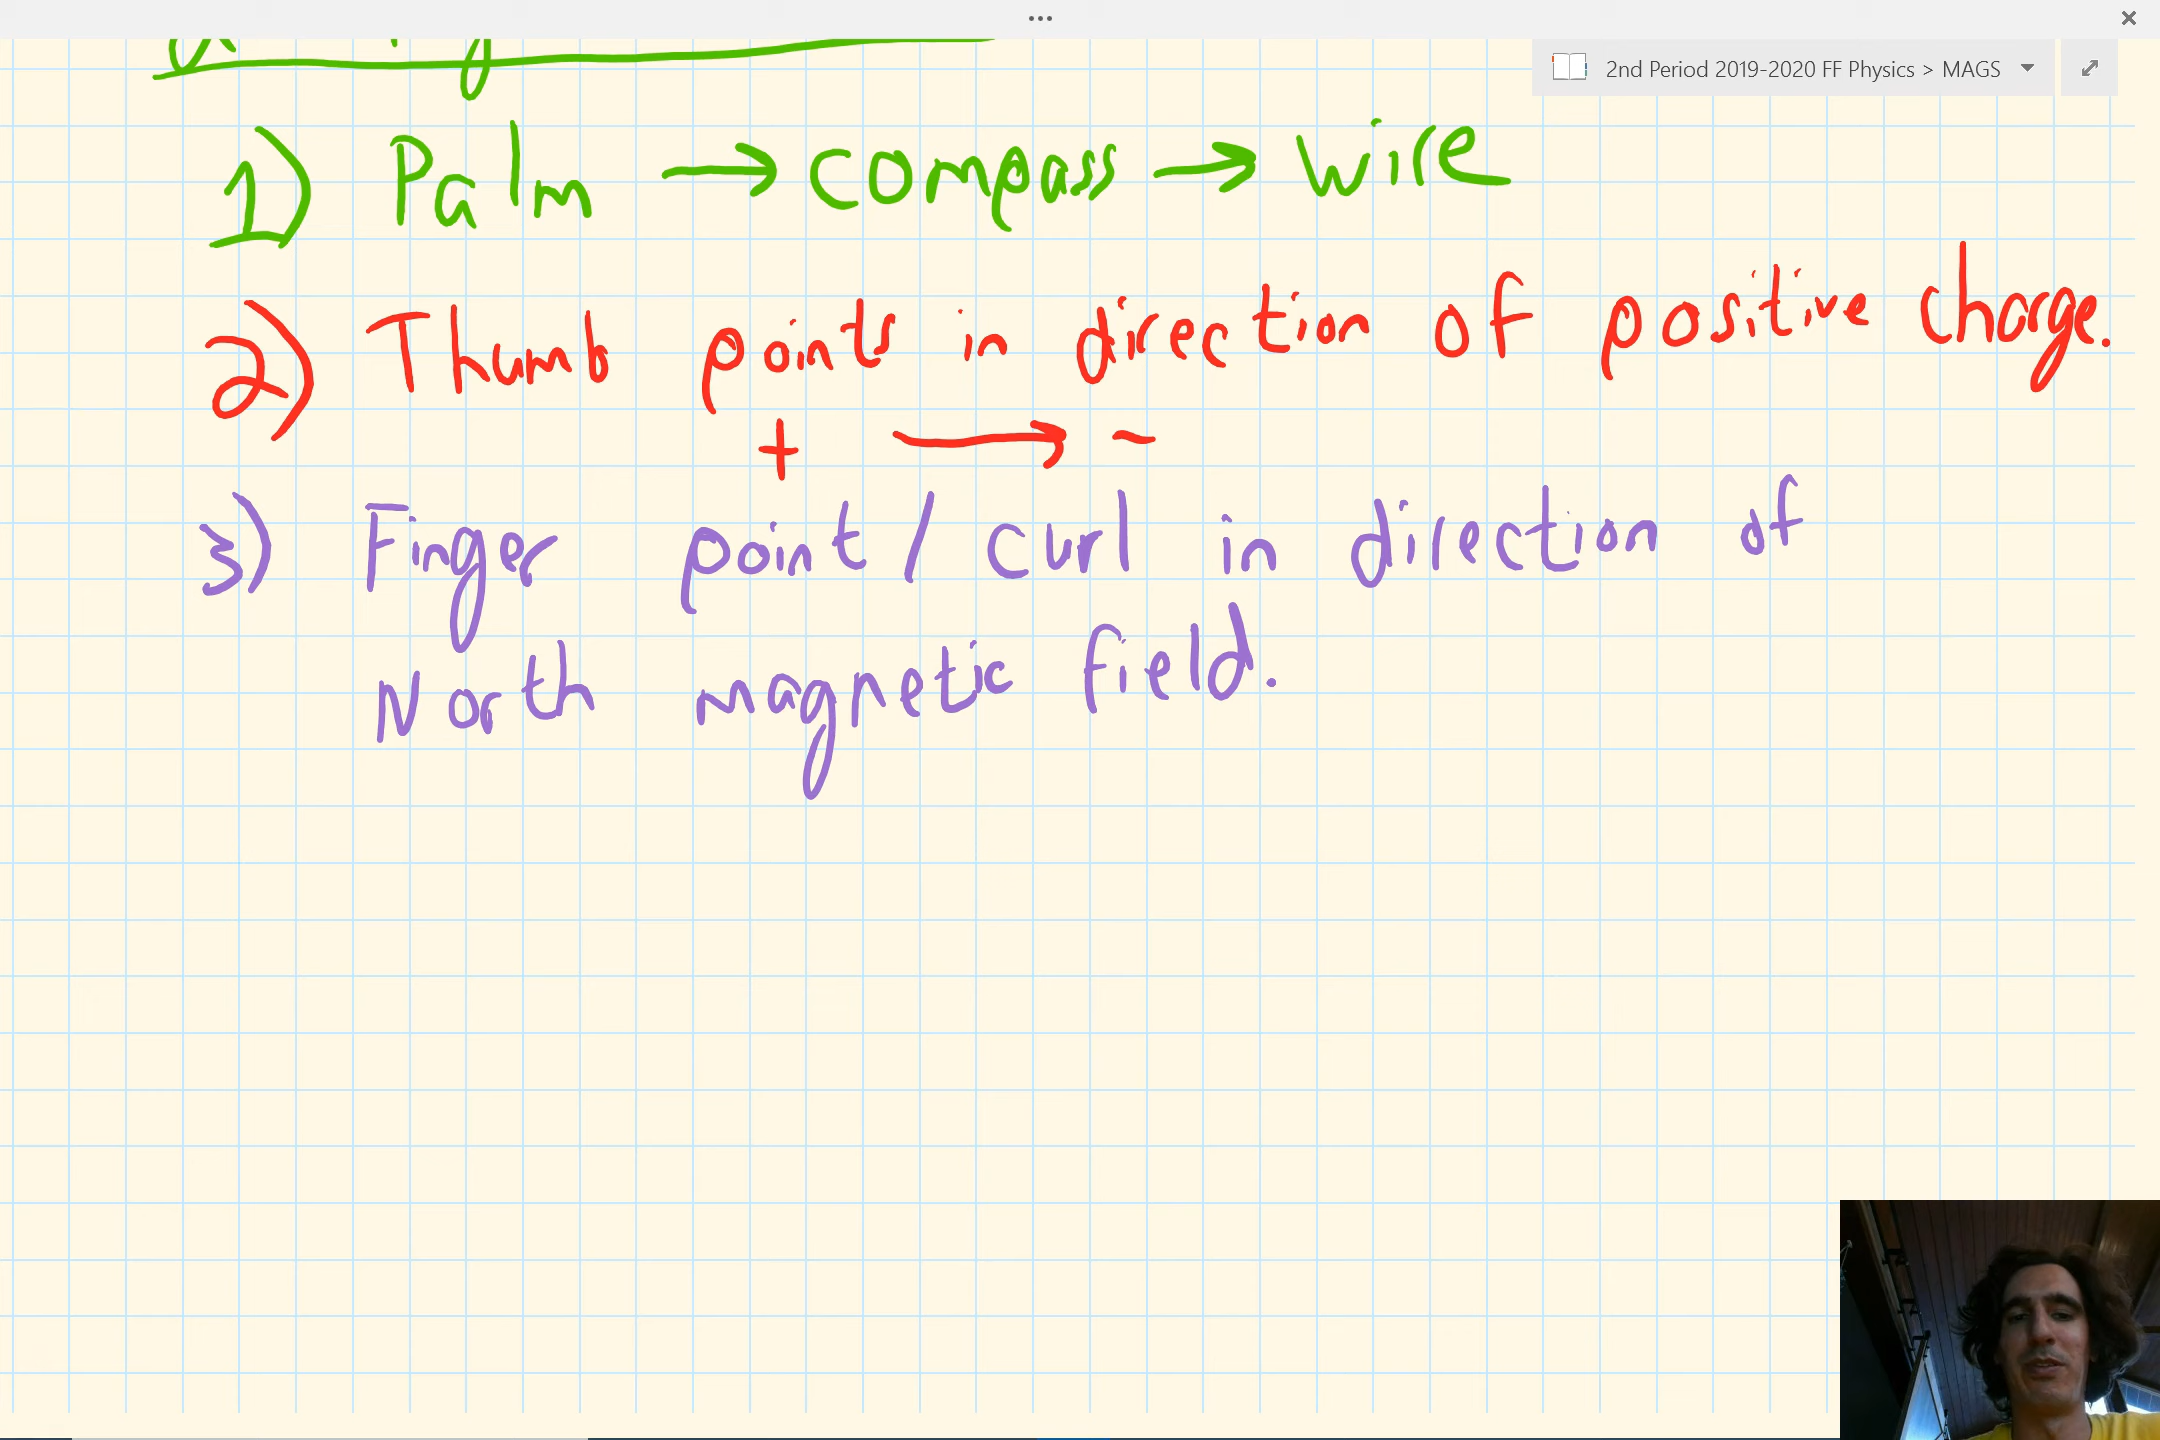 2nd Period 2019-2020 FF Physics > MAGS
1) Palm → compass → wire
2) Thumb points in direction of positive charge.
+ → -
3) Finger point / curl in direction of
North magnetic field.